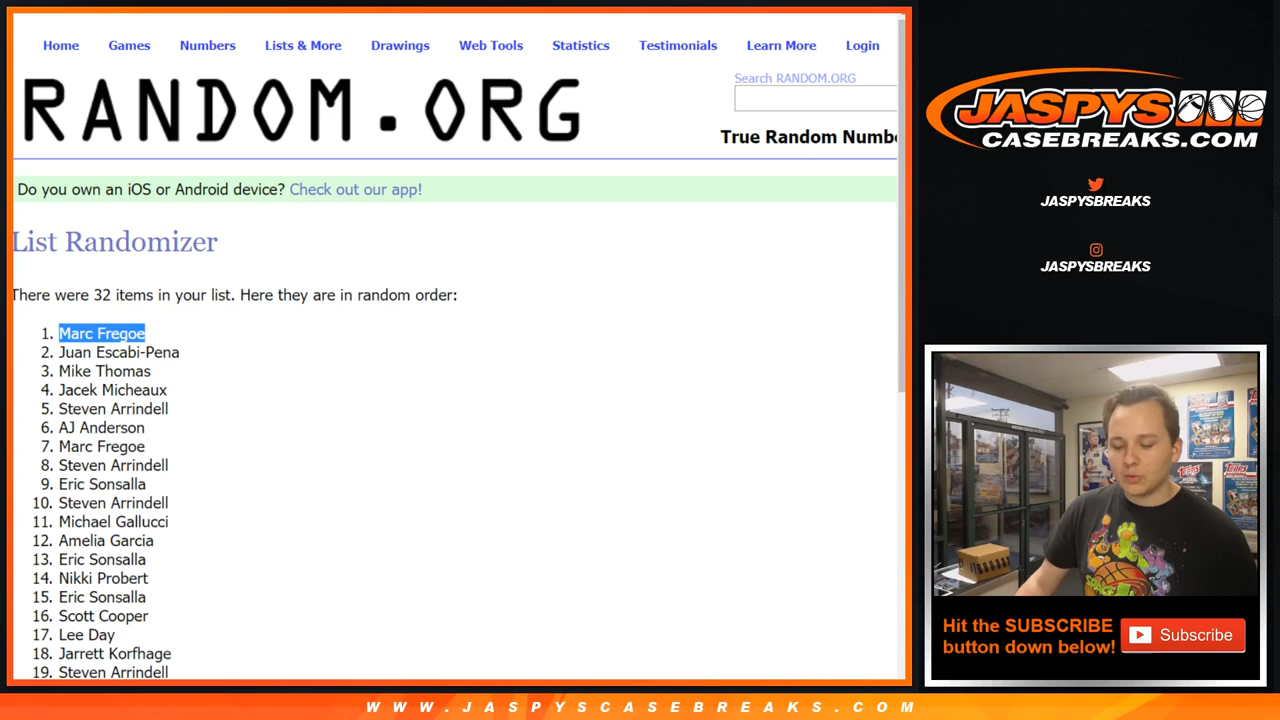 Home Games Numbers Lists & More Drawings Web Tools Statistics Testimonials Learn More Login
RANDOM.ORG
Search RANDOM.ORG
True Random Numbe
Do you own an iOS or Android device? Check out our app!
List Randomizer
There were 32 items in your list. Here they are in random order:
1. Marc Fregoe
2. Juan Escabi-Pena
3. Mike Thomas
4. Jacek Micheaux
5. Steven Arrindell
6. AJ Anderson
7. Marc Fregoe
8. Steven Arrindell
9. Eric Sonsalla
10. Steven Arrindell
11. Michael Gallucci
12. Amelia Garcia
13. Eric Sonsalla
14. Nikki Probert
15. Eric Sonsalla
16. Scott Cooper
17. Lee Day
18. Jarrett Korfhage
19. Steven Arrindell
JASPYS
CASEBREAKS.COM
JASPYSBREAKS
JASPYSBREAKS
Topps
Hit the SUBSCRIBE
button down below!
Subscribe
WWW.JASPYSCASEBREAKS.COM